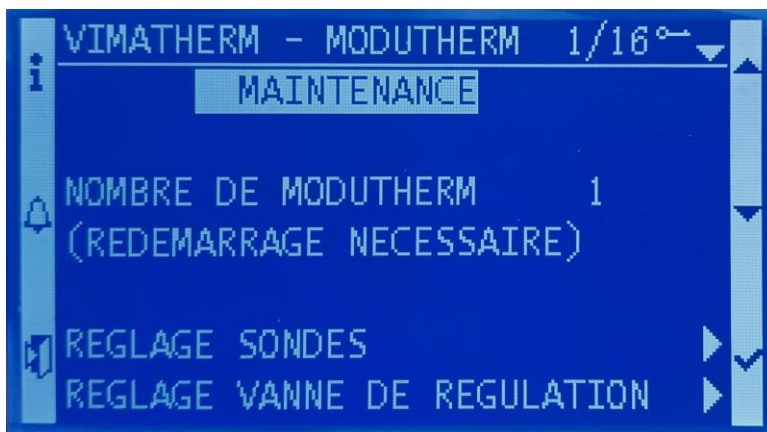 VIMATHERM - MODUTHERM 1/16
MAINTENANCE
NOMBRE DE MODUTHERM 1
(REDEMARRAGE NECESSAIRE)
REGLAGE SONDES
REGLAGE VANNE DE REGULATION